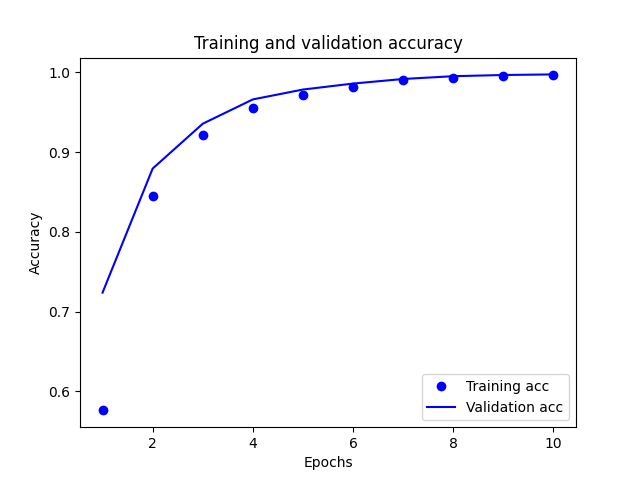 Training and validation accuracy
1.0
0.9
0.8
0.7
0.6
Accuracy
2
4
6
8
10
Epochs
Training acc
Validation acc